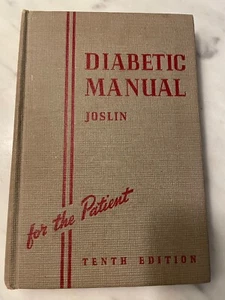 DIABETIC
MANUAL
JOSLIN
for the Patient
TENTH EDITION